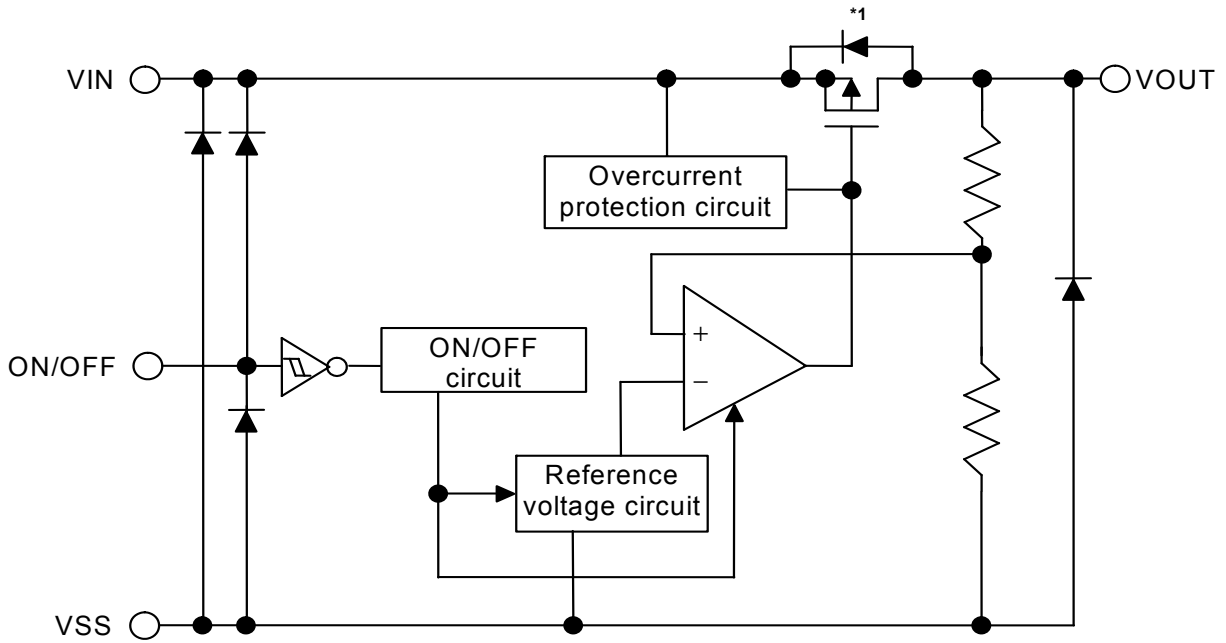 *1
VIN
VOUT
Overcurrent
protection circuit
+
−
ON/OFF
ON/OFF
circuit
Reference
voltage circuit
VSS